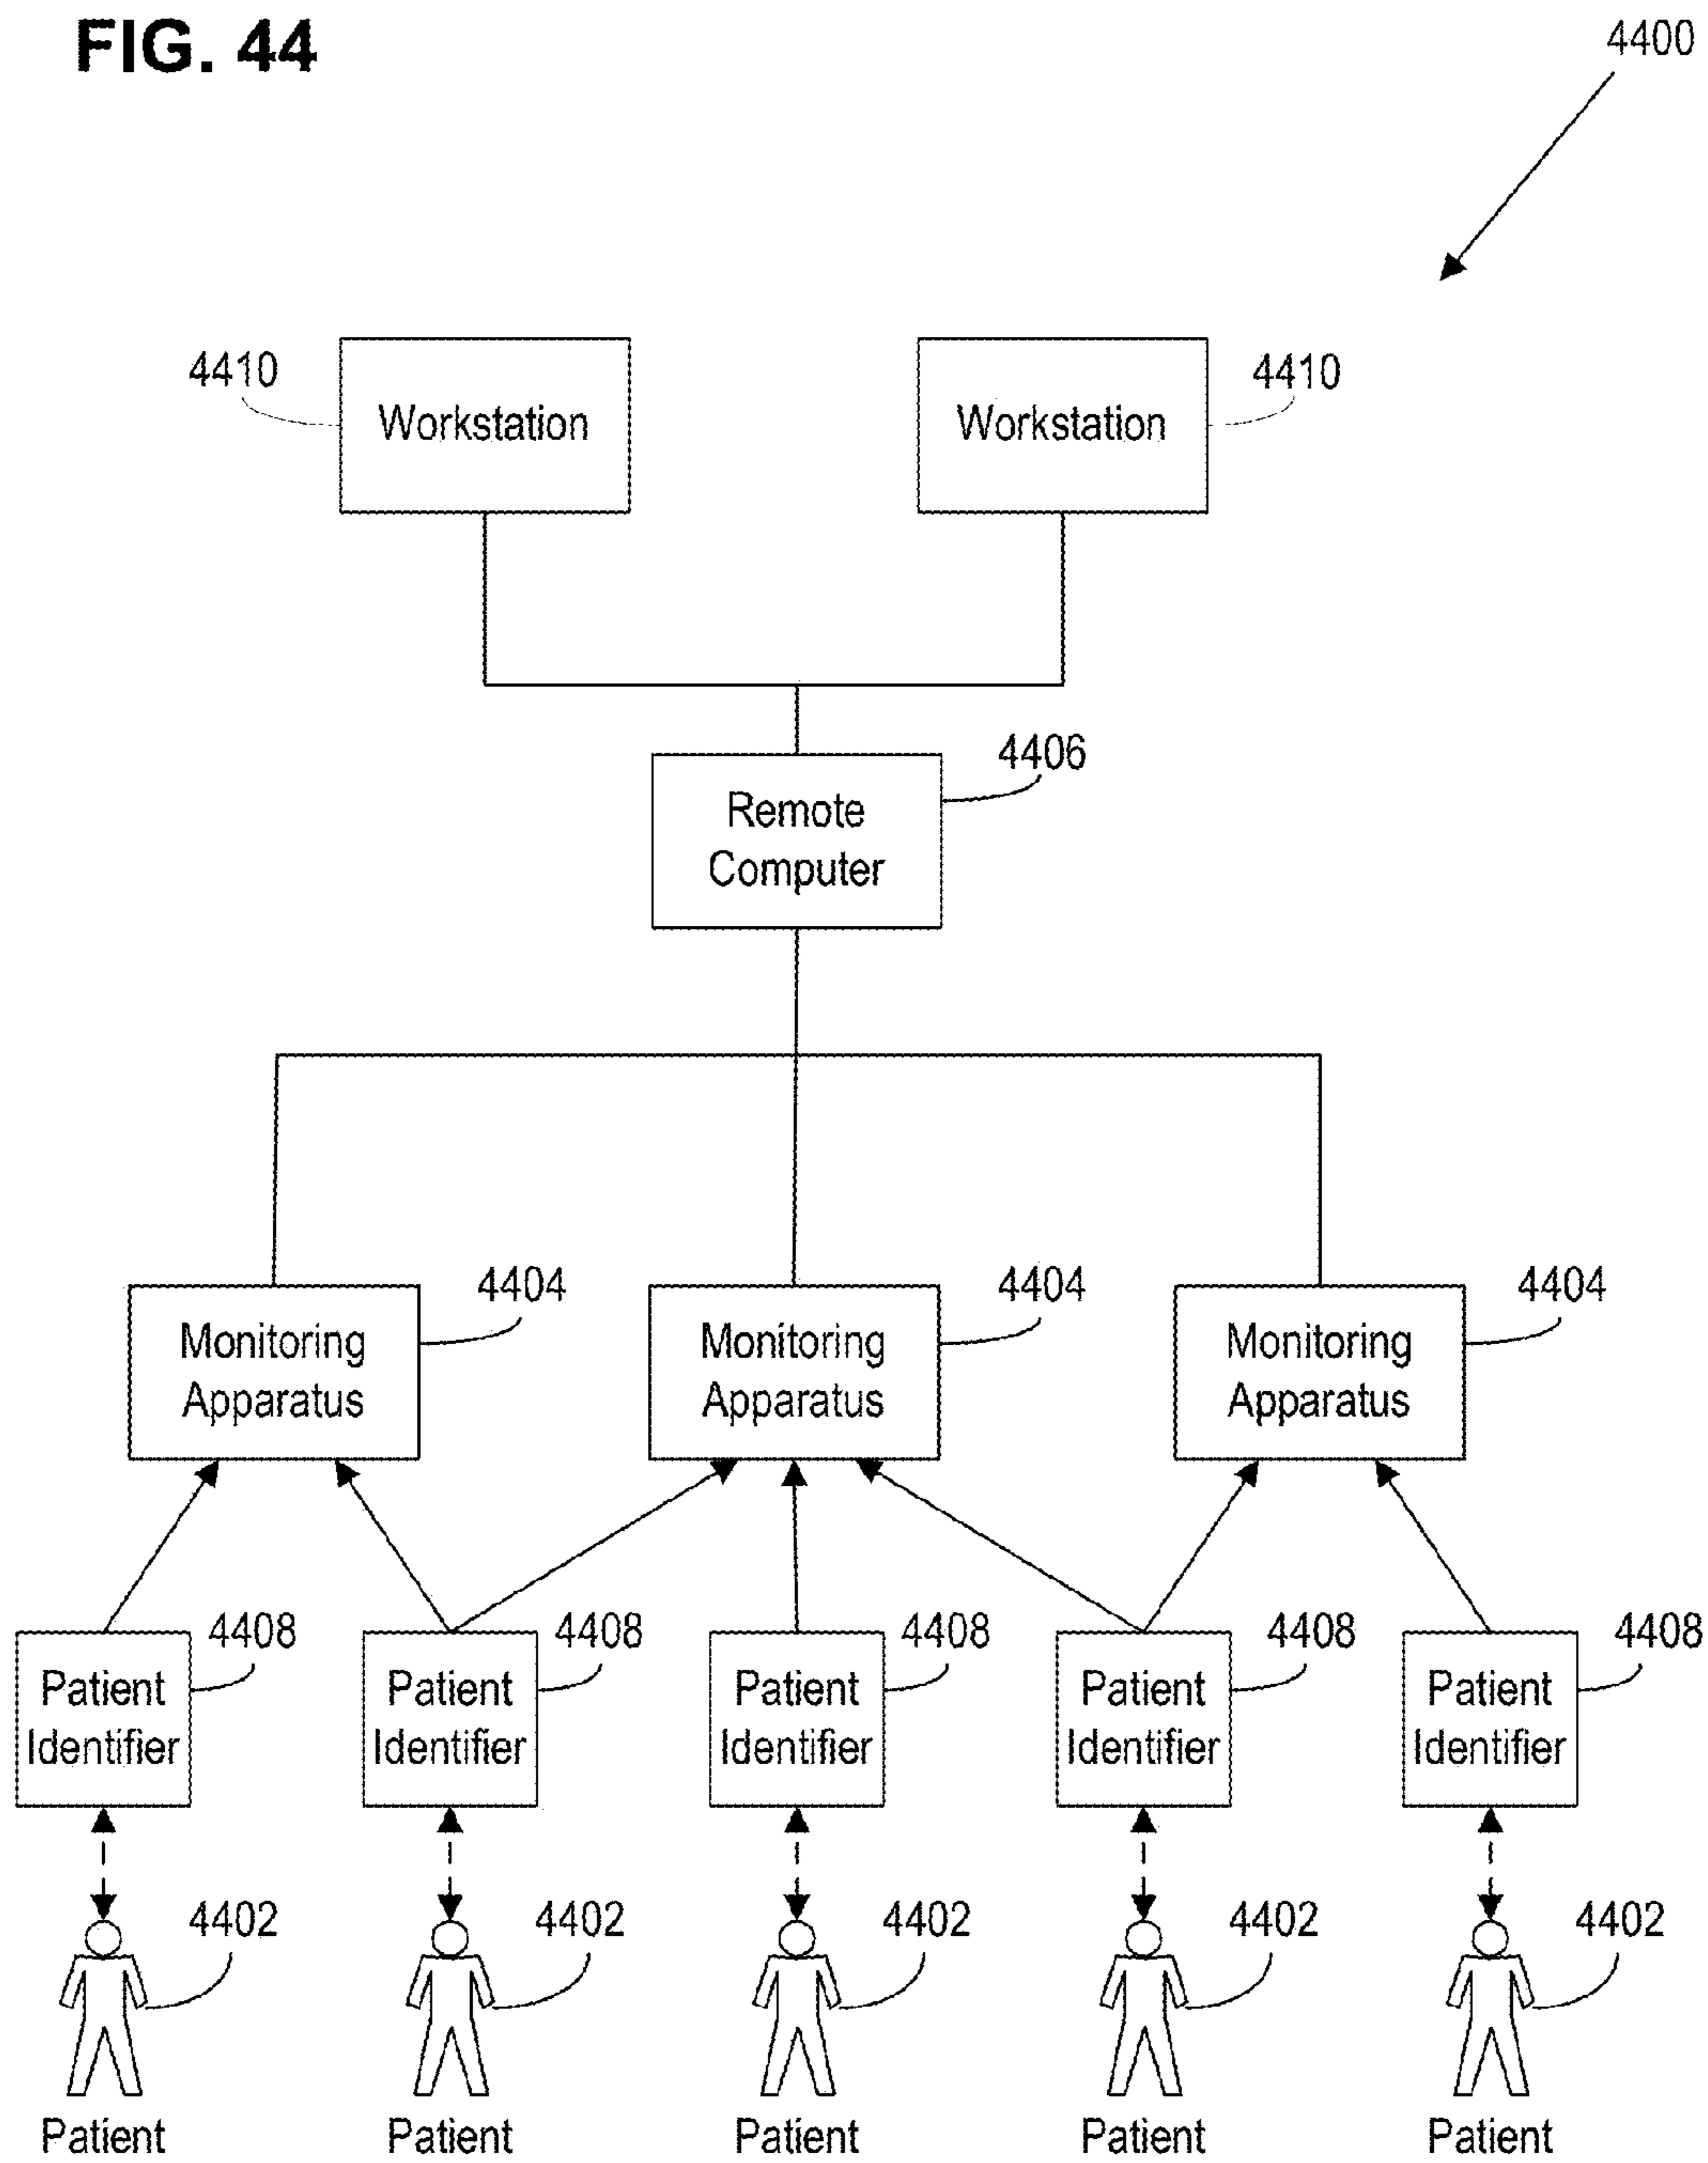 FIG. 44
4400
4410
Workstation
Workstation
4410
4406
Remote
Computer
4404
4404
4404
Monitoring
Apparatus
Monitoring
Apparatus
Monitoring
Apparatus
4408
4408
4408
4408
4408
Patient
Identifier
Patient
Identifier
Patient
Identifier
Patient
Identifier
Patient
Identifier
4402
4402
4402
4402
4402
Patient
Patient
Patient
Patient
Patient